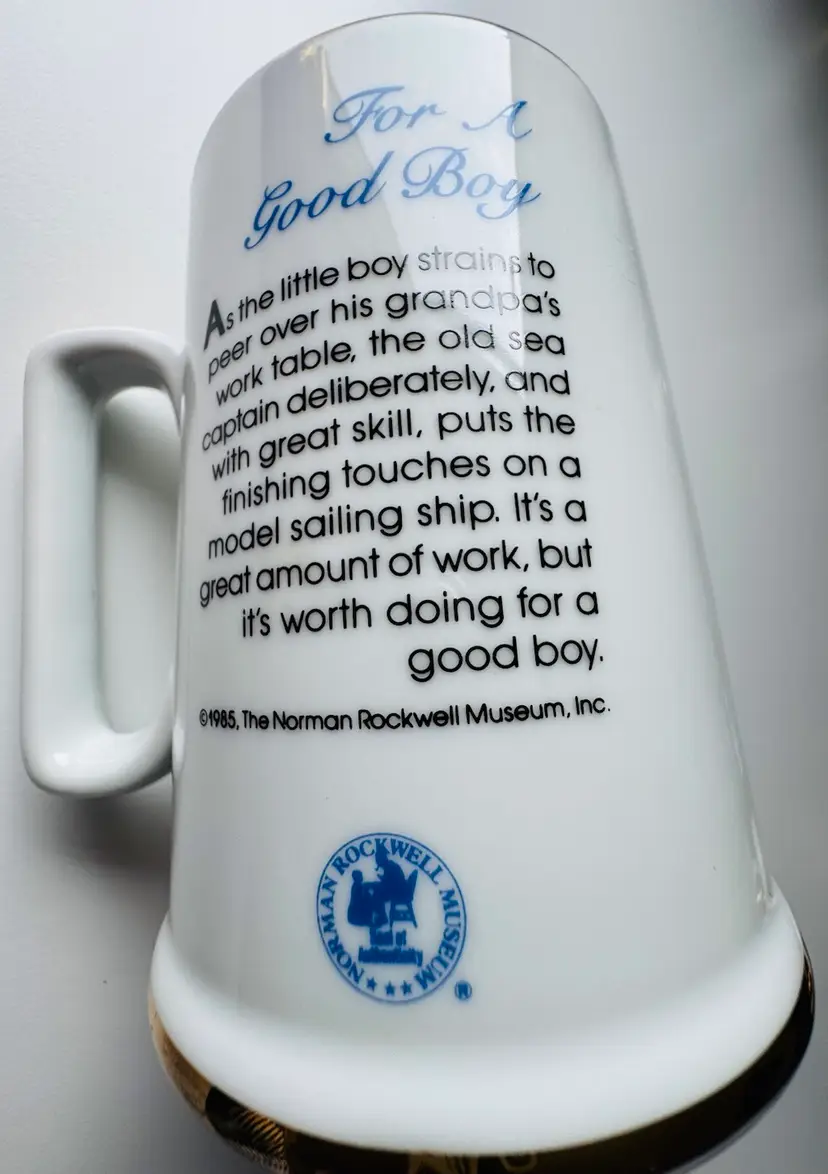 For A
Good Boy
As the little boy strains to
peer over his grandpa's
work table, the old sea
captain deliberately, and
with great skill, puts the
finishing touches on a
model sailing ship. It's a
great amount of work, but
it's worth doing for a
good boy.
©1985, The Norman Rockwell Museum, Inc.
NORMAN ROCKWELL MUSEUM
®